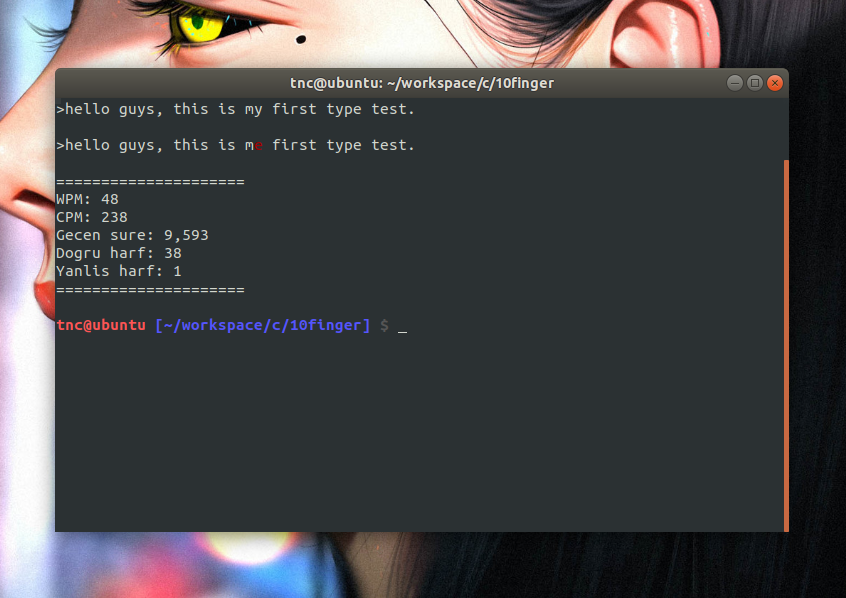 tnc@ubuntu: ~/workspace/c/10finger
>hello guys, this is my first type test.
>hello guys, this is me first type test.
=====================
WPM: 48
CPM: 238
Gecen sure: 9,593
Dogru harf: 38
Yanlis harf: 1
=====================
tnc@ubuntu [~/workspace/c/10finger] $ _